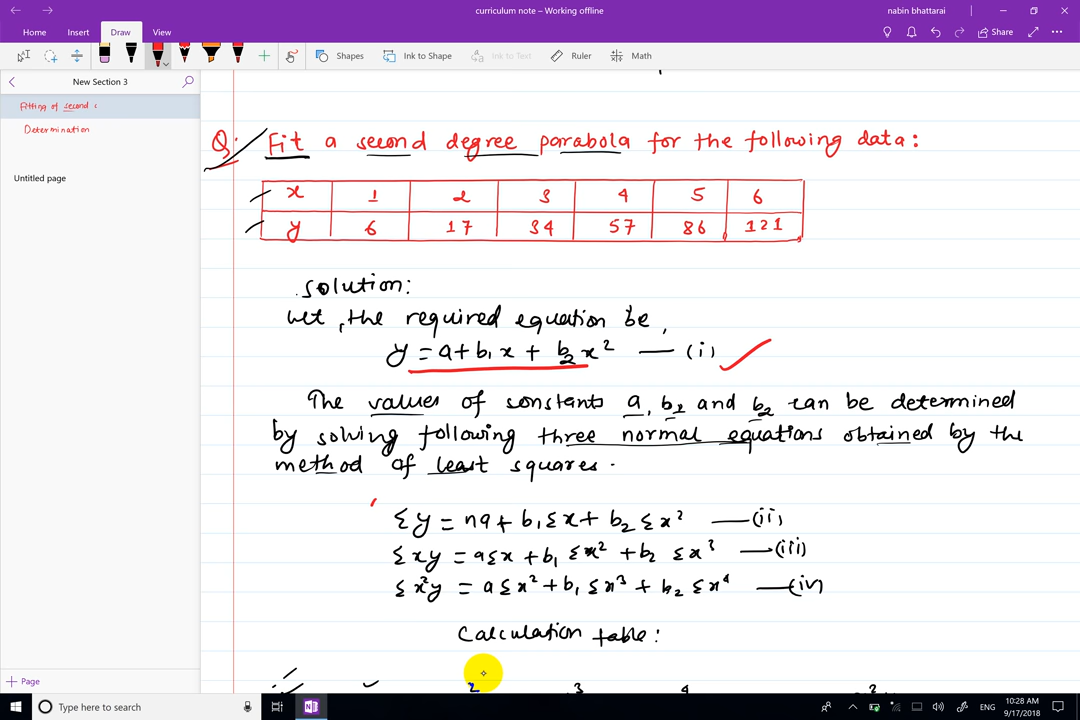 curriculum note – Working offline
nabin bhattarai
Home Insert Draw View
Share
Shapes Ink to Shape Ink to Text Ruler Math
New Section 3
Fitting of second
Determination
Untitled page
Q. Fit a second degree parabola for the following data:
x 1 2 3 4 5 6
y 6 17 34 57 86 121
Solution:
Let, the required equation be,
y = a + b₁x + b₂x² — (i)
The values of constants a, b₁ and b₂ can be determined
by solving following three normal equations obtained by the
method of least squares.
Σy = na + b₁Σx + b₂Σx² — (ii)
Σxy = aΣx + b₁Σx² + b₂Σx³ — (iii)
Σx²y = aΣx² + b₁Σx³ + b₂Σx⁴ — (iv)
Calculation table:
2 3 4 2
+ Page
Type here to search
ENG
10:28 AM
9/17/2018